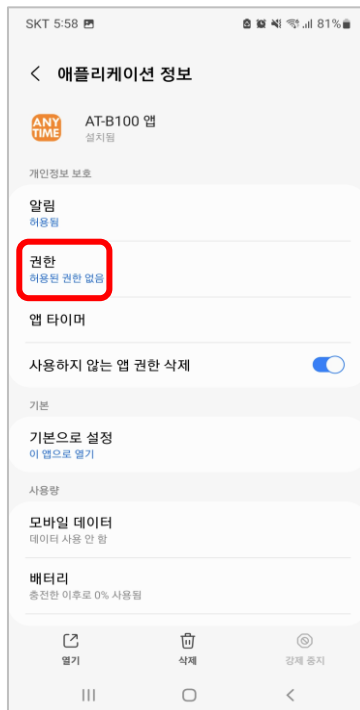 SKT 5:58
81%
애플리케이션 정보
ANY
TIME
AT-B100 앱
설치됨
개인정보 보호
알림
허용됨
권한
허용된 권한 없음
앱 타이머
사용하지 않는 앱 권한 삭제
기본
기본으로 설정
이 앱으로 열기
사용량
모바일 데이터
데이터 사용 안 함
배터리
충전한 이후로 0% 사용됨
열기
삭제
강제 중지